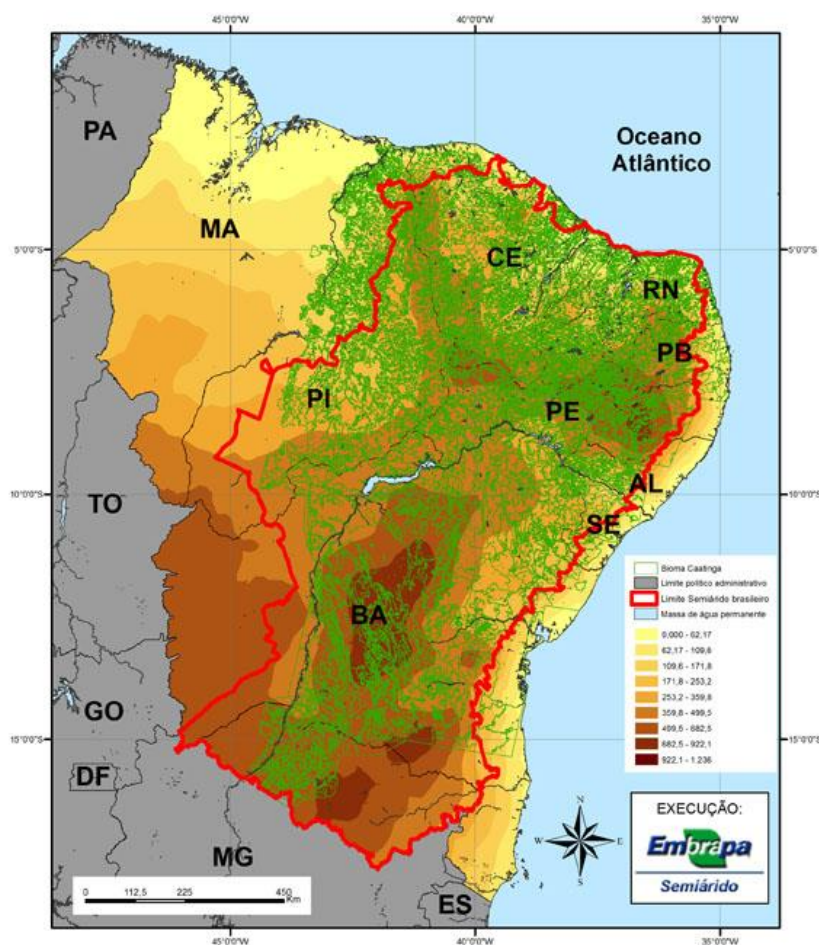 45°0'0"W
40°0'0"W
35°0'0"W
PA
Oceano
Atlântico
MA
5°0'0"S
5°0'0"S
CE
RN
PB
PI
PE
10°0'0"S
10°0'0"S
AL
TO
SE
BA
Bioma Caatinga
Limite político administrativo
Limite Semiárido brasileiro
Massa de água permanente
0,000 - 62,17
62,17 - 109,6
109,6 - 171,8
171,8 - 253,2
253,2 - 359,8
359,8 - 499,5
499,5 - 682,5
682,5 - 922,1
922,1 - 1.236
GO
15°0'0"S
15°0'0"S
DF
N
W E
S
EXECUÇÃO:
Embrapa
Semiárido
MG
0 112,5 225 450
Km
ES
45°0'0"W
40°0'0"W
35°0'0"W